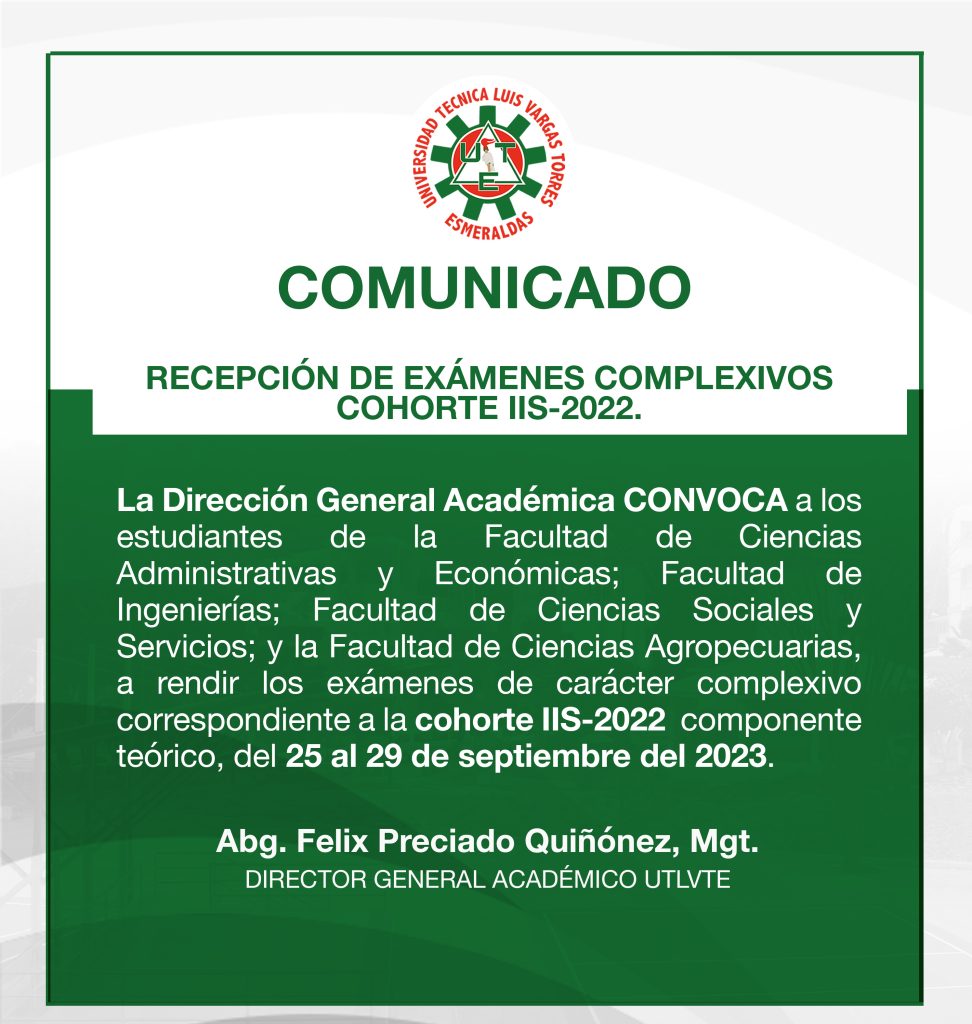 UNIVERSIDAD TECNICA LUIS VARGAS TORRES
ESMERALDAS
U T
E
COMUNICADO
RECEPCIÓN DE EXÁMENES COMPLEXIVOS
COHORTE IIS-2022.
La Dirección General Académica CONVOCA a los
estudiantes de la Facultad de Ciencias
Administrativas y Económicas; Facultad de
Ingenierías; Facultad de Ciencias Sociales y
Servicios; y la Facultad de Ciencias Agropecuarias,
a rendir los exámenes de carácter complexivo
correspondiente a la cohorte IIS-2022 componente
teórico, del 25 al 29 de septiembre del 2023.
Abg. Felix Preciado Quiñónez, Mgt.
DIRECTOR GENERAL ACADÉMICO UTLVTE